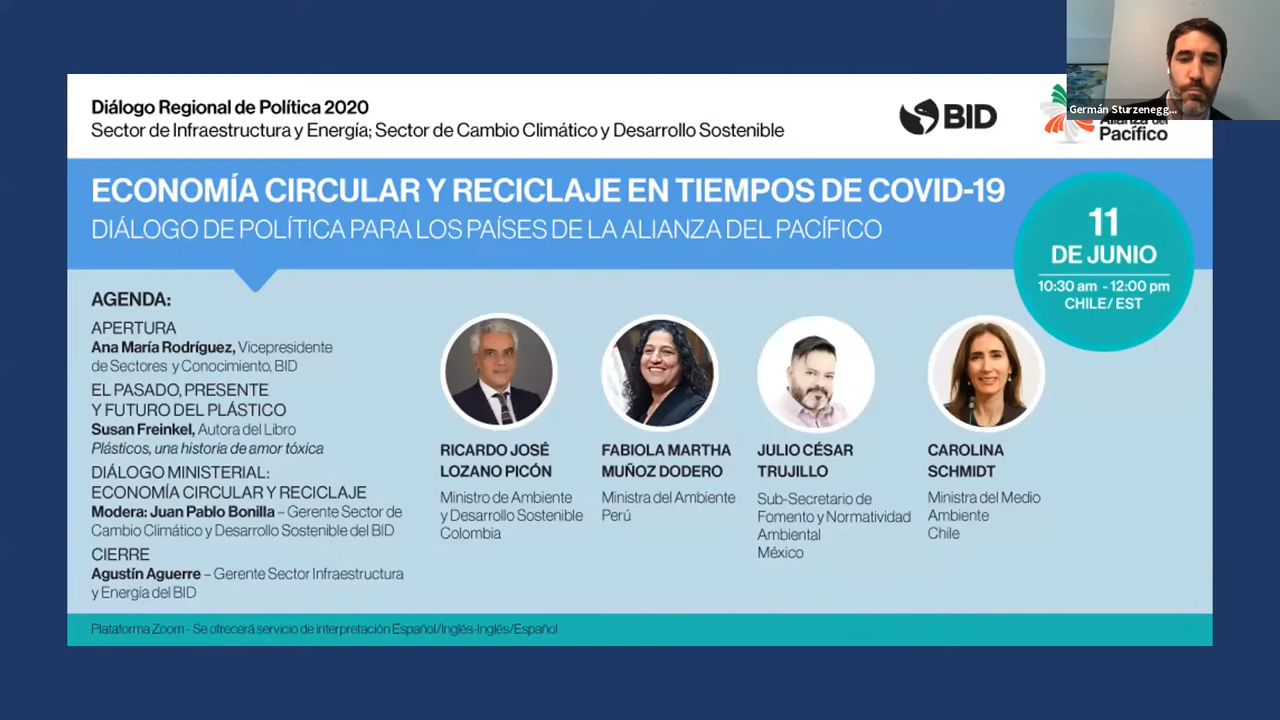 Diálogo Regional de Política 2020
Sector de Infraestructura y Energía; Sector de Cambio Climático y Desarrollo Sostenible
BID
Germán Sturzenegg...
Alianza del
Pacífico
ECONOMÍA CIRCULAR Y RECICLAJE EN TIEMPOS DE COVID-19
DIÁLOGO DE POLÍTICA PARA LOS PAÍSES DE LA ALIANZA DEL PACÍFICO
11
DE JUNIO
10:30 am - 12:00 pm
CHILE/ EST
AGENDA:
APERTURA
Ana María Rodríguez, Vicepresidente
de Sectores y Conocimiento, BID
EL PASADO, PRESENTE
Y FUTURO DEL PLÁSTICO
Susan Freinkel, Autora del Libro
Plásticos, una historía de amor tóxica
DIÁLOGO MINISTERIAL:
ECONOMÍA CIRCULAR Y RECICLAJE
Modera: Juan Pablo Bonilla – Gerente Sector de
Cambio Climático y Desarrollo Sostenible del BID
CIERRE
Agustín Aguerre – Gerente Sector Infraestructura
y Energía del BID
RICARDO JOSÉ
LOZANO PICÓN
Ministro de Ambiente
y Desarrollo Sostenible
Colombia
FABIOLA MARTHA
MUÑOZ DODERO
Ministra del Ambiente
Perú
JULIO CÉSAR
TRUJILLO
Sub-Secretario de
Fomento y Normatividad
Ambiental
México
CAROLINA
SCHMIDT
Ministra del Medio
Ambiente
Chile
Plataforma Zoom - Se ofrecerá servicio de interpretación Español/Inglés-Inglés/Español